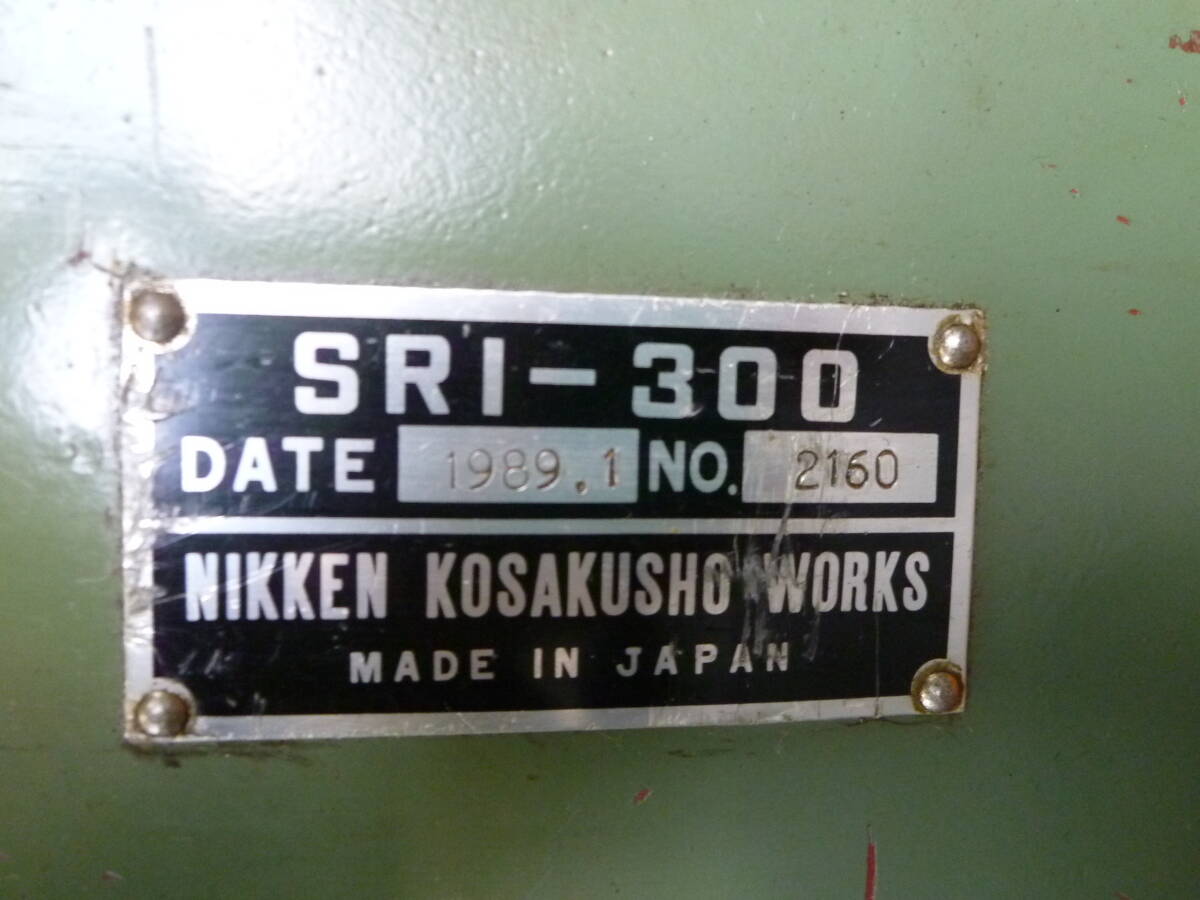 SRI-300
DATE 1989.1 NO. 2160
NIKKEN KOSAKUSHO WORKS
MADE IN JAPAN